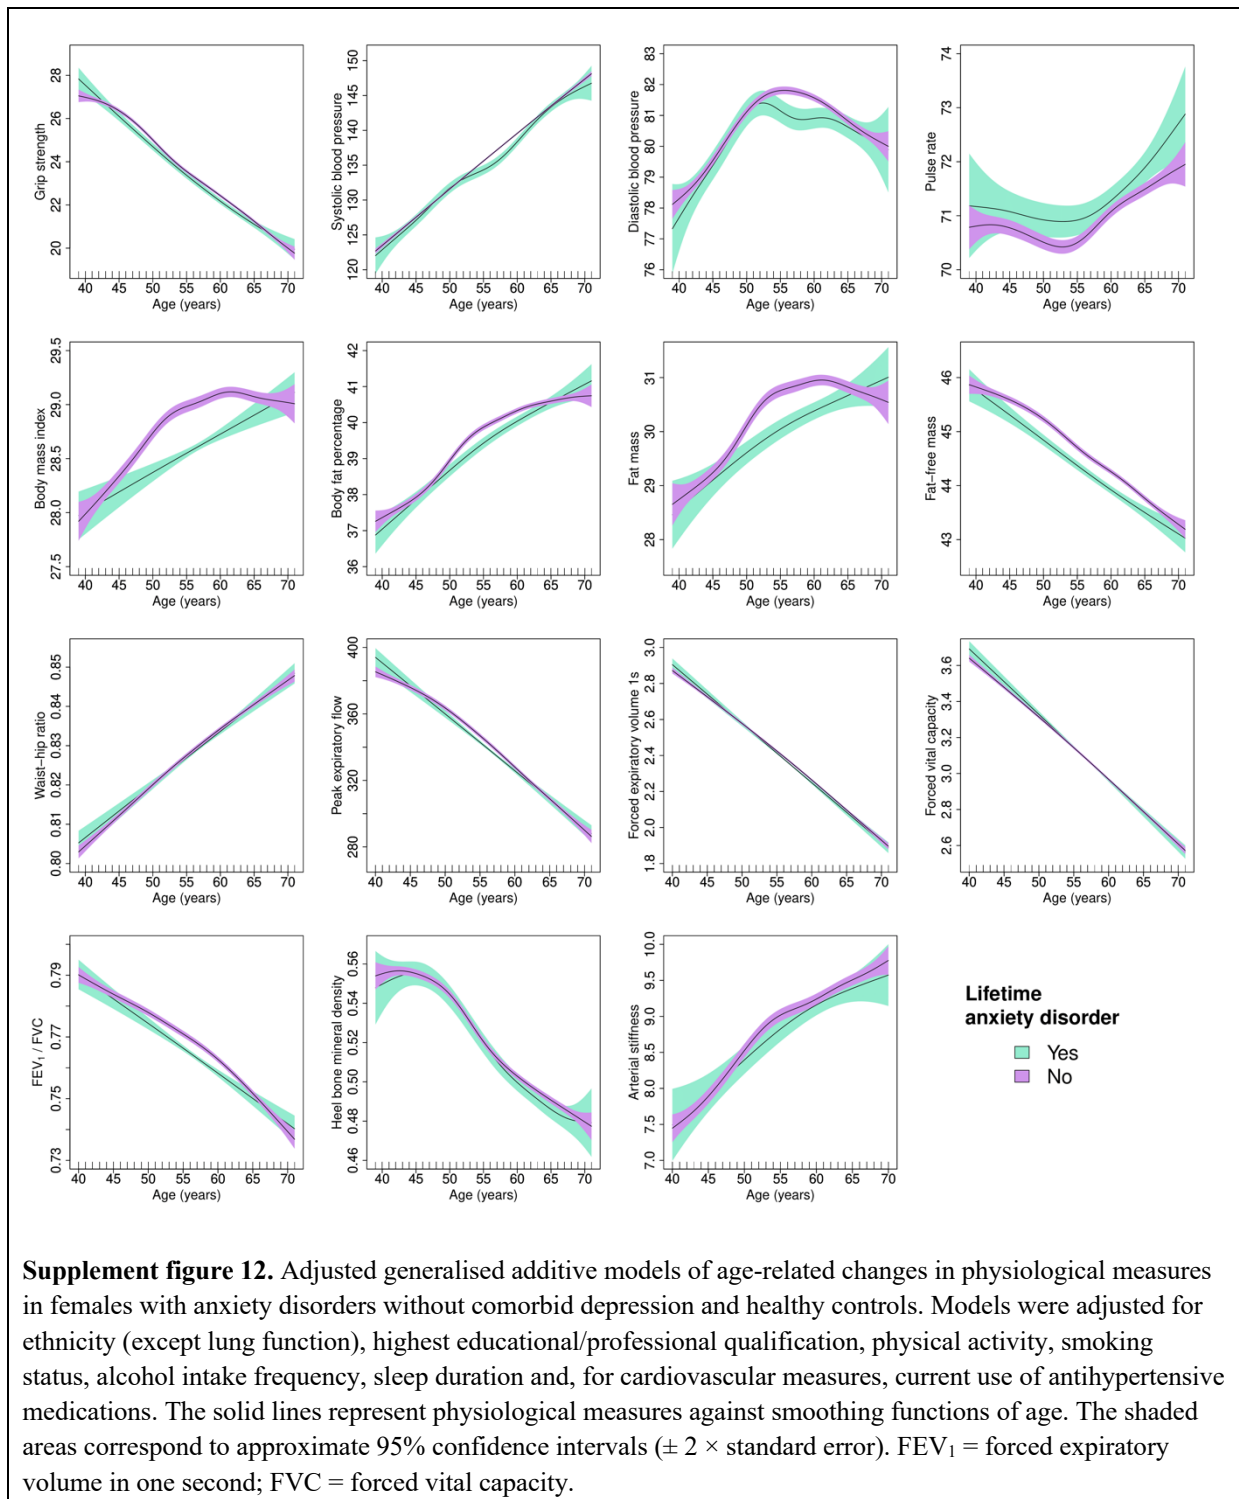 Grip strength
20 22 24 26 28
40 45 50 55 60 65 70
Age (years)
Systolic blood pressure
120 125 130 135 140 145 150
40 45 50 55 60 65 70
Age (years)
Diastolic blood pressure
76 77 78 79 80 81 82 83
40 45 50 55 60 65 70
Age (years)
Pulse rate
70 71 72 73 74
40 45 50 55 60 65 70
Age (years)
Body mass index
27.5 28.0 28.5 29.0 29.5
40 45 50 55 60 65 70
Age (years)
Body fat percentage
36 37 38 39 40 41 42
40 45 50 55 60 65 70
Age (years)
Fat mass
28 29 30 31
40 45 50 55 60 65 70
Age (years)
Fat−free mass
43 44 45 46
40 45 50 55 60 65 70
Age (years)
Waist−hip ratio
0.80 0.81 0.82 0.83 0.84 0.85
40 45 50 55 60 65 70
Age (years)
Peak expiratory flow
280 320 360 400
40 45 50 55 60 65 70
Age (years)
Forced expiratory volume 1s
1.8 2.0 2.2 2.4 2.6 2.8 3.0
40 45 50 55 60 65 70
Age (years)
Forced vital capacity
2.6 2.8 3.0 3.2 3.4 3.6
40 45 50 55 60 65 70
Age (years)
FEV₁ / FVC
0.73 0.75 0.77 0.79
40 45 50 55 60 65 70
Age (years)
Heel bone mineral density
0.46 0.48 0.50 0.52 0.54 0.56
40 45 50 55 60 65 70
Age (years)
Arterial stiffness
7.0 7.5 8.0 8.5 9.0 9.5 10.0
40 45 50 55 60 65 70
Age (years)
Lifetime
anxiety disorder
Yes
No
Supplement figure 12. Adjusted generalised additive models of age-related changes in physiological measures
in females with anxiety disorders without comorbid depression and healthy controls. Models were adjusted for
ethnicity (except lung function), highest educational/professional qualification, physical activity, smoking
status, alcohol intake frequency, sleep duration and, for cardiovascular measures, current use of antihypertensive
medications. The solid lines represent physiological measures against smoothing functions of age. The shaded
areas correspond to approximate 95% confidence intervals (± 2 × standard error). FEV₁ = forced expiratory
volume in one second; FVC = forced vital capacity.